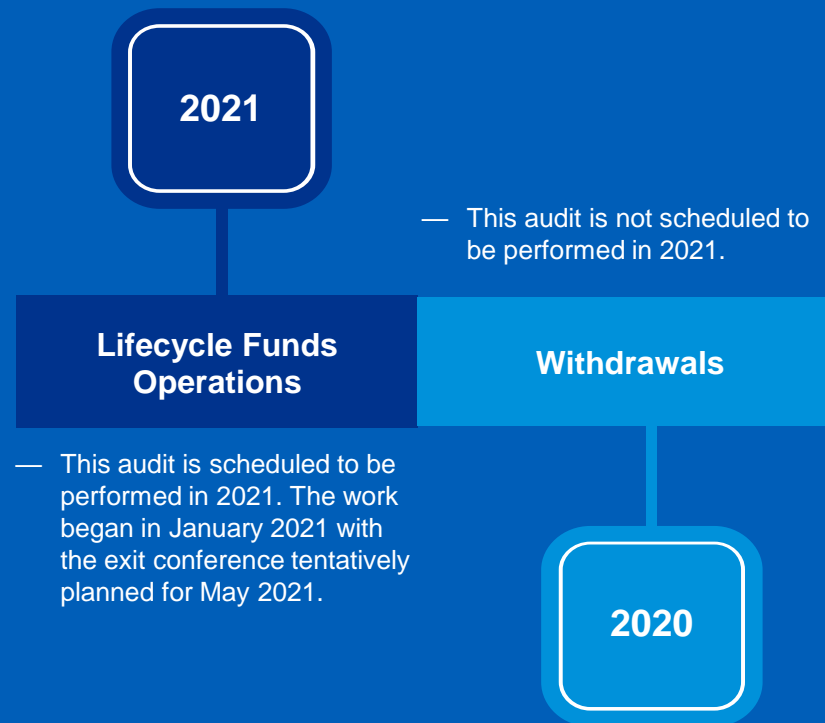 2021
Lifecycle Funds
Operations
— This audit is scheduled to be
performed in 2021. The work
began in January 2021 with
the exit conference tentatively
planned for May 2021.
— This audit is not scheduled to
be performed in 2021.
Withdrawals
2020